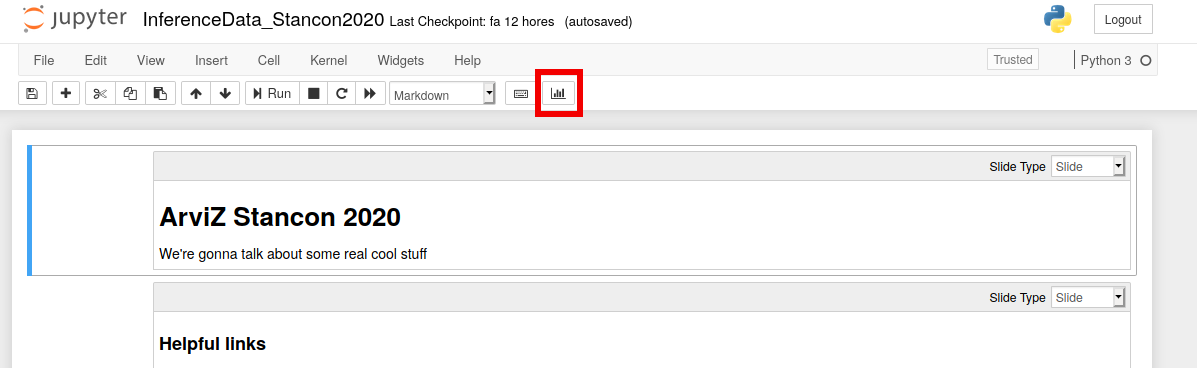 jupyter InferenceData_Stancon2020 Last Checkpoint: fa 12 hores (autosaved) Logout
File Edit View Insert Cell Kernel Widgets Help Trusted Python 3
Run Markdown
Slide Type Slide
ArviZ Stancon 2020
We're gonna talk about some real cool stuff
Slide Type Slide
Helpful links